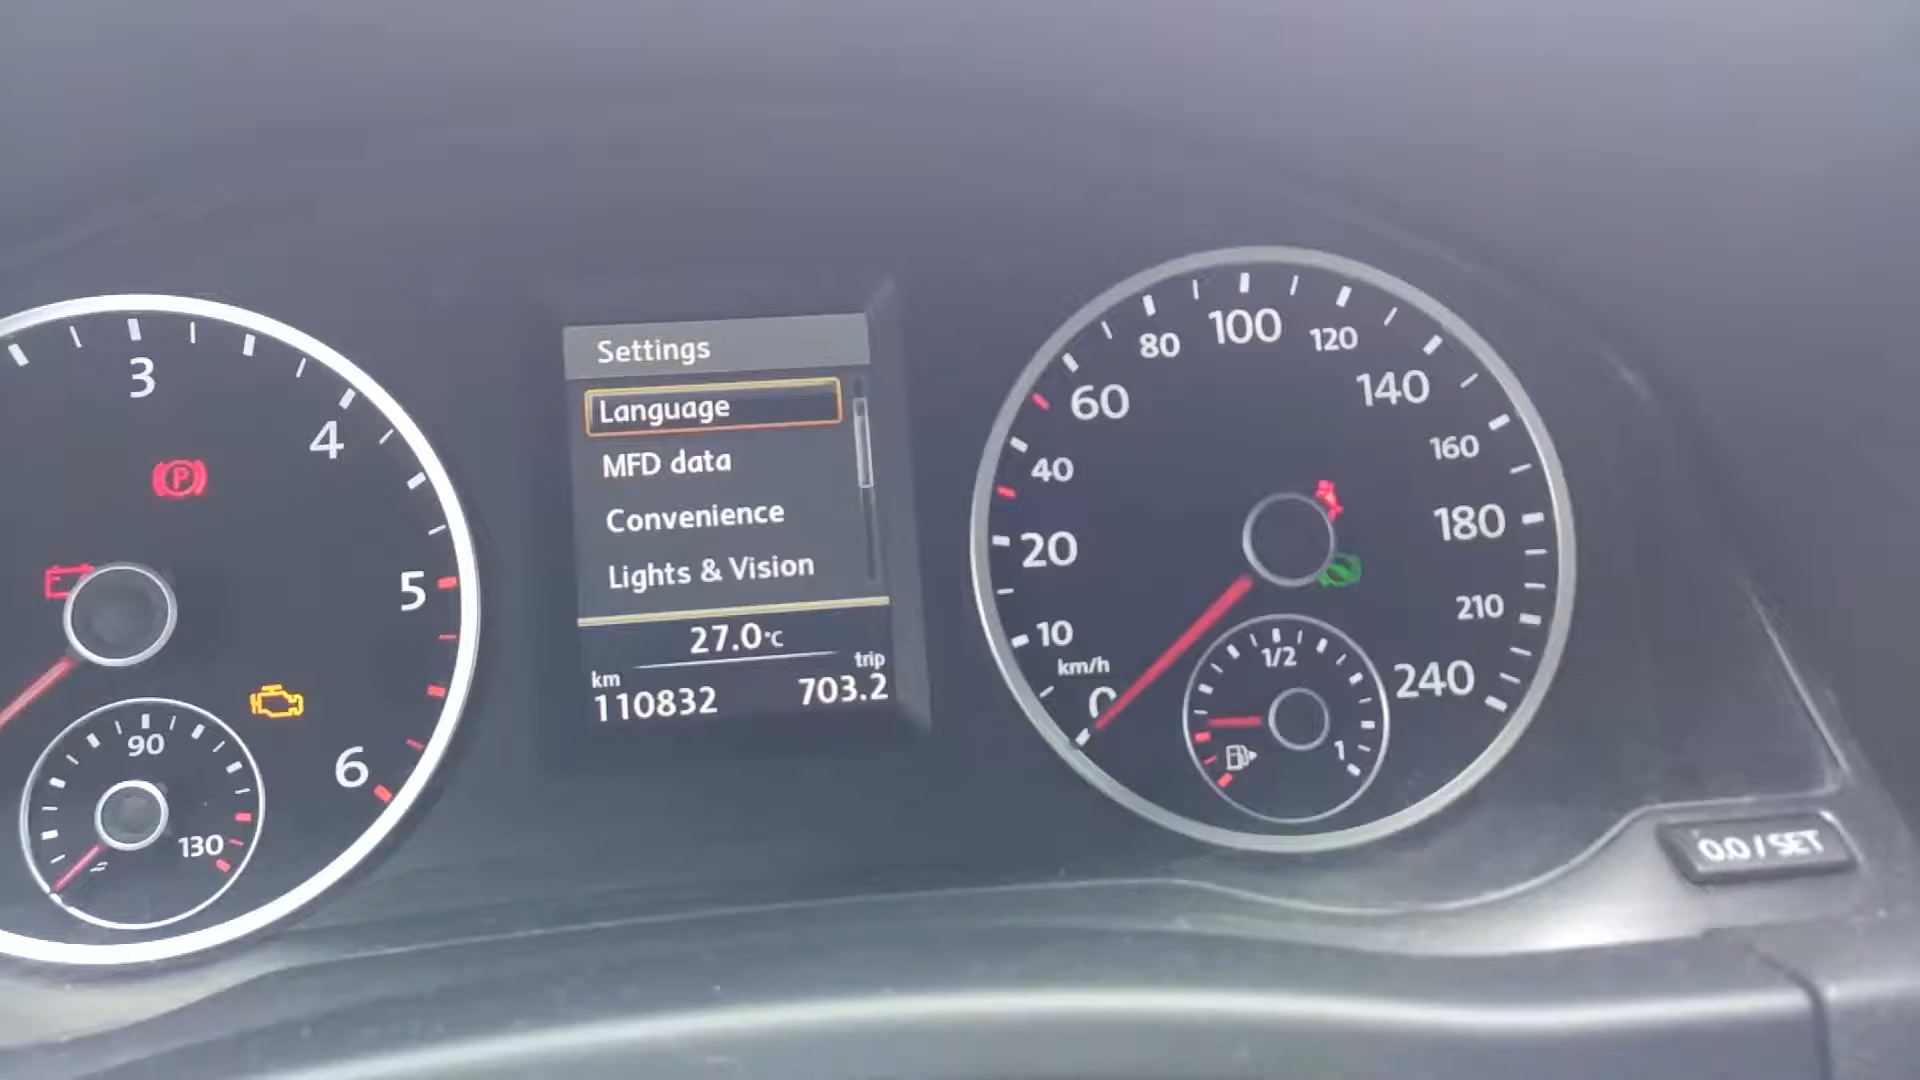 3
4
5
6
90
130
Settings
Language
MFD data
Convenience
Lights & Vision
27.0°C
km
trip
110832
703.2
0
10
20
40
60
80
100
120
140
160
180
210
240
km/h
1/2
1
0.0 / SET